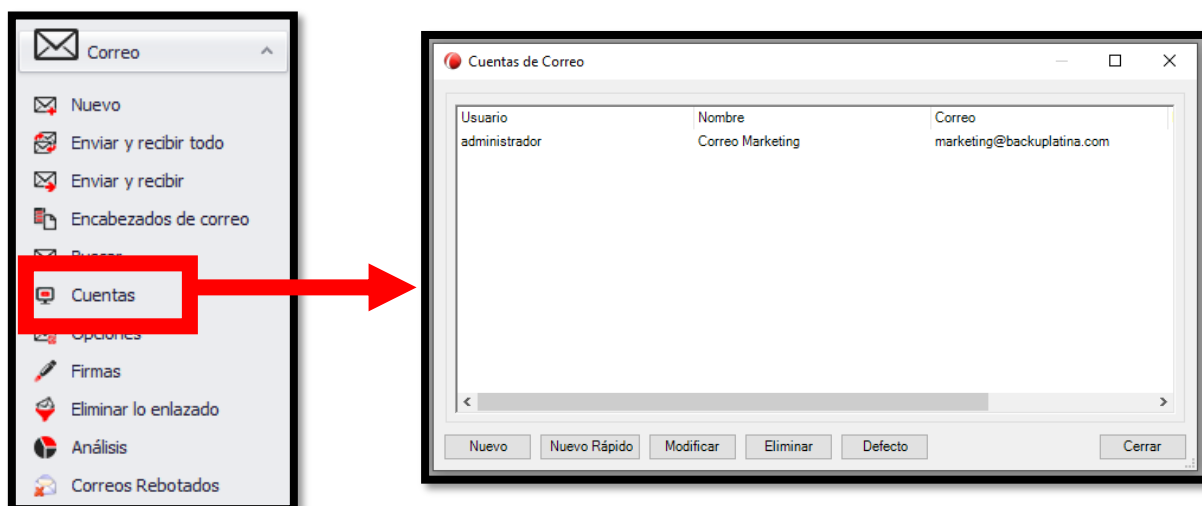 Correo
Nuevo
Enviar y recibir todo
Enviar y recibir
Encabezados de correo
Cuentas
Opciones
Firmas
Eliminar lo enlazado
Análisis
Correos Rebotados
Cuentas de Correo
Usuario Nombre Correo
administrador Correo Marketing marketing@backuplatina.com
Nuevo Nuevo Rápido Modificar Eliminar Defecto Cerrar